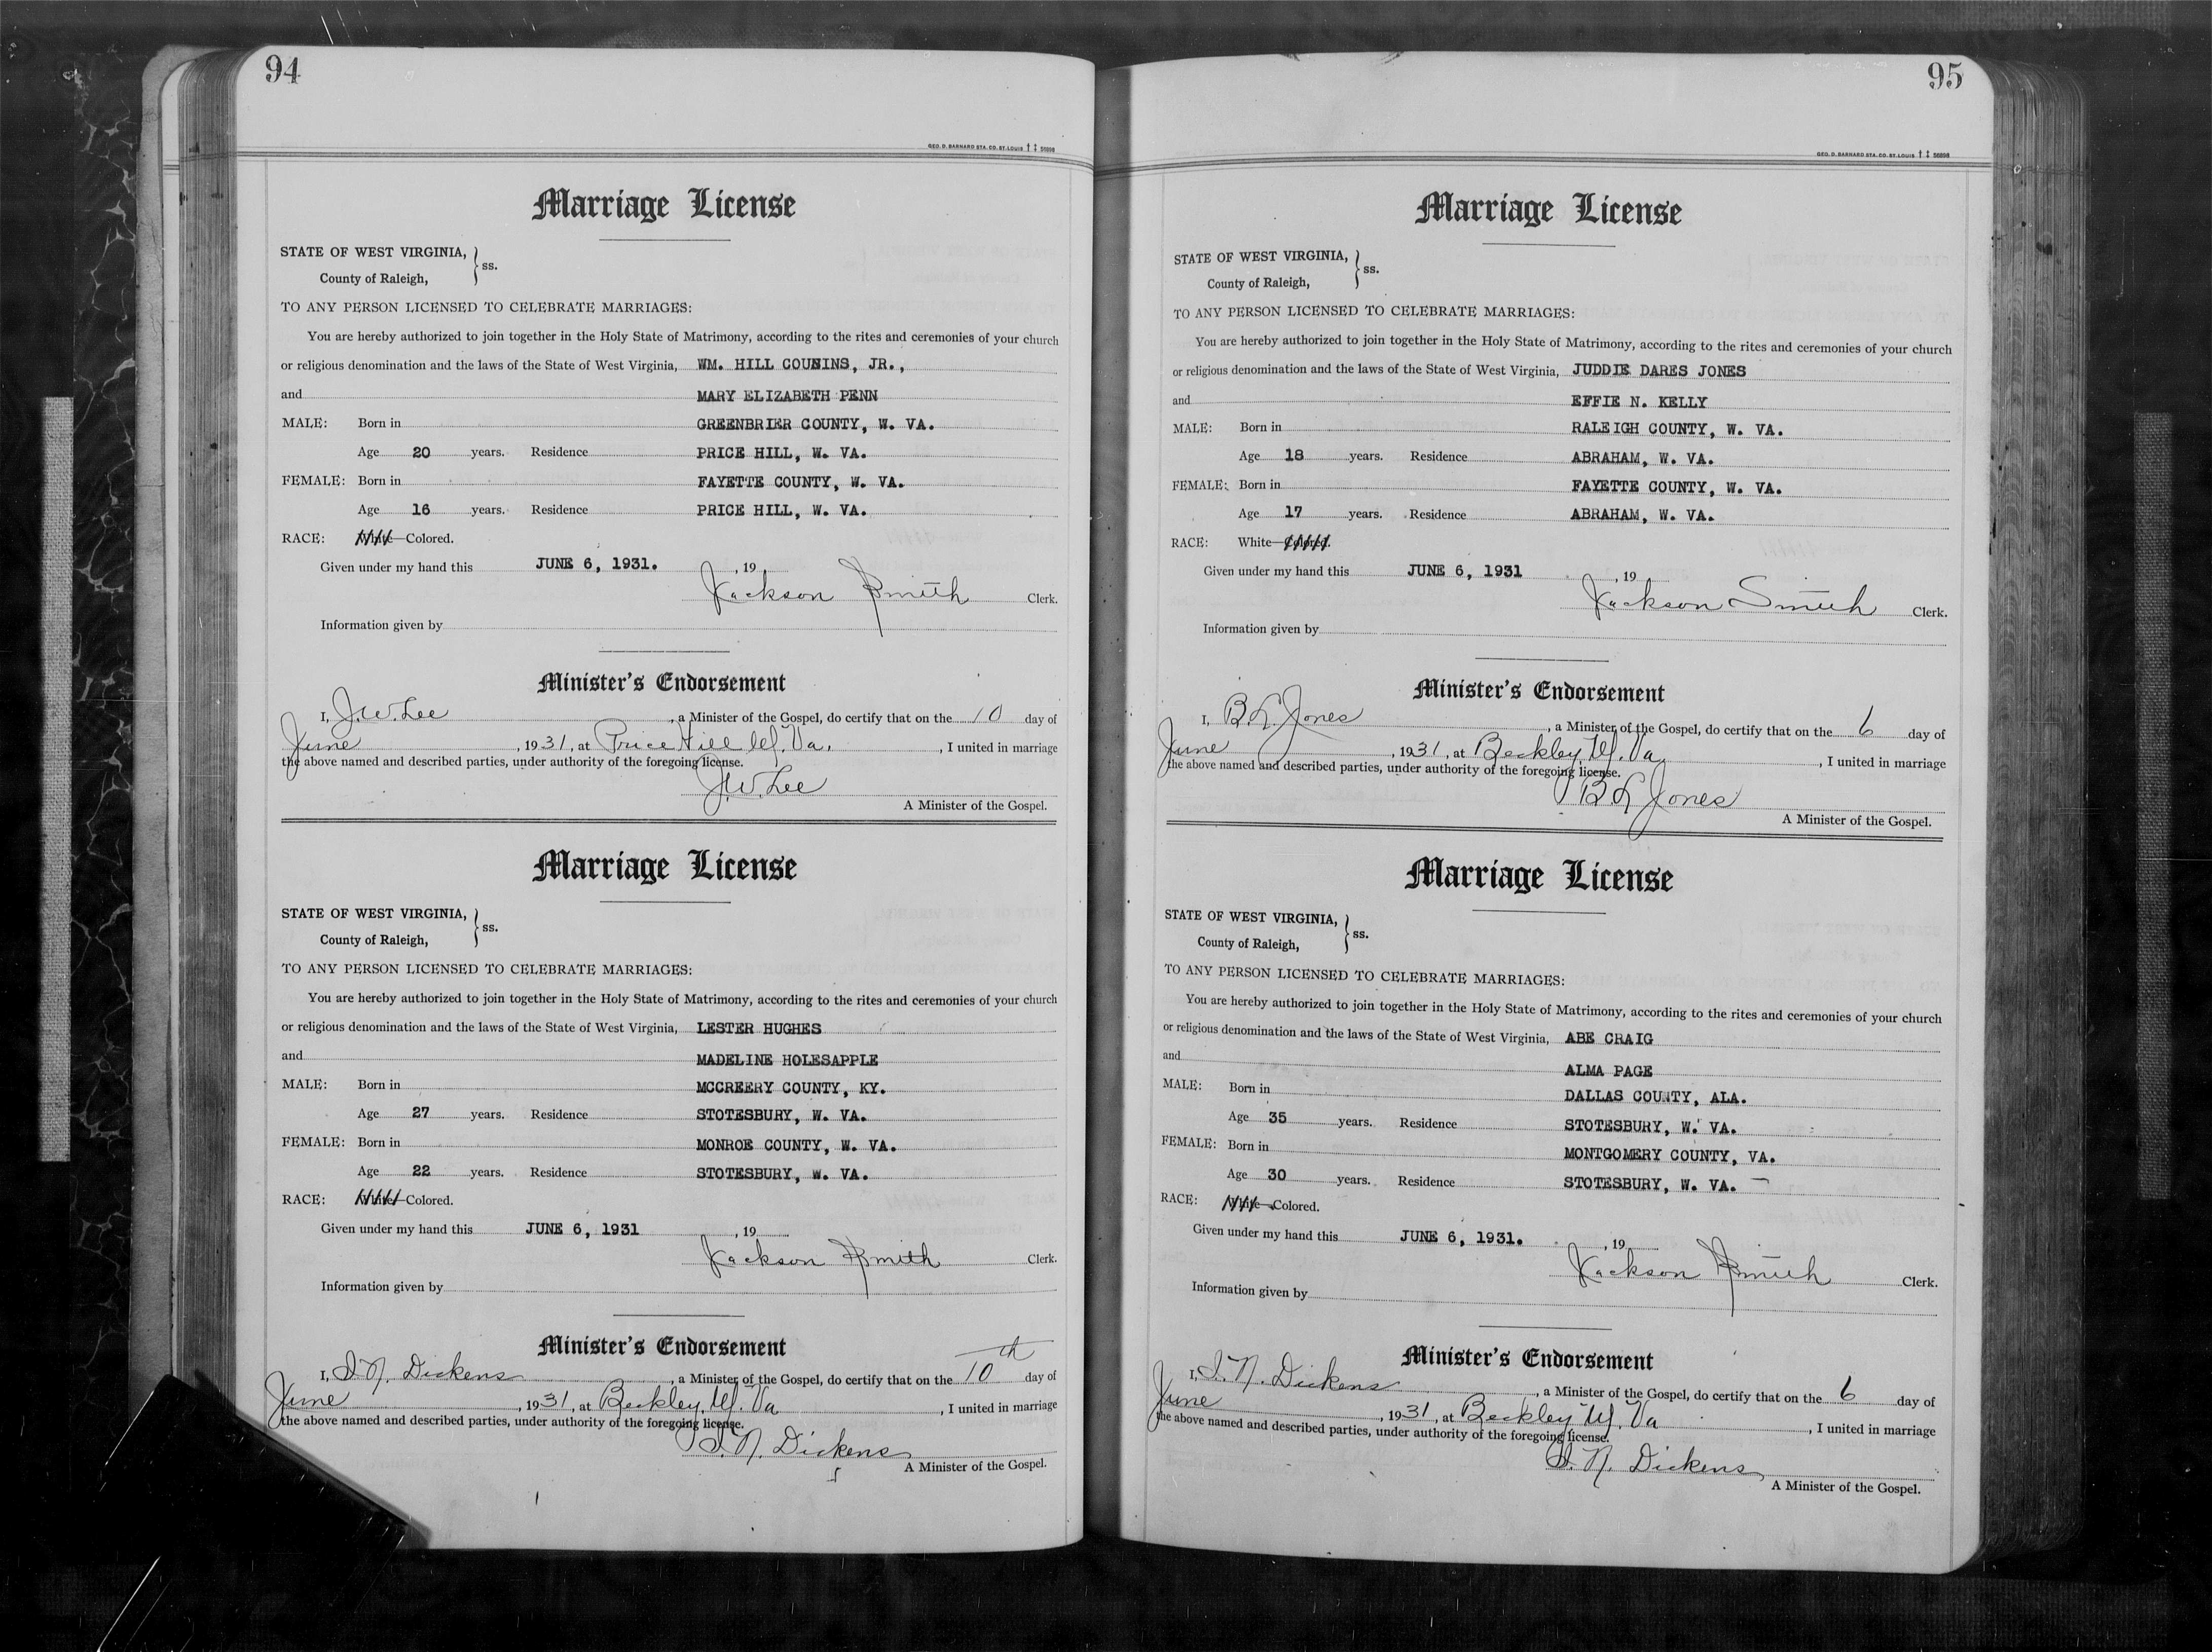 94
GEO. D. BARNARD STA. CO. ST. LOUIS † ‡ 58898
Marriage License
STATE OF WEST VIRGINIA,
County of Raleigh, } ss.
TO ANY PERSON LICENSED TO CELEBRATE MARRIAGES:
You are hereby authorized to join together in the Holy State of Matrimony, according to the rites and ceremonies of your church
or religious denomination and the laws of the State of West Virginia, WM. HILL COUSINS, JR.,
and MARY ELIZABETH PENN
MALE: Born in GREENBRIER COUNTY, W. VA.
Age 20 years. Residence PRICE HILL, W. VA.
FEMALE: Born in FAYETTE COUNTY, W. VA.
Age 16 years. Residence PRICE HILL, W. VA.
RACE: White—Colored.
Given under my hand this JUNE 6, 1931. , 19
Jackson Smith Clerk.
Information given by
Minister's Endorsement
I, J.W. Lee , a Minister of the Gospel, do certify that on the 10 day of
June , 1931, at Price Hill W. Va. , I united in marriage
the above named and described parties, under authority of the foregoing license.
J.W. Lee
A Minister of the Gospel.
Marriage License
STATE OF WEST VIRGINIA,
County of Raleigh, } ss.
TO ANY PERSON LICENSED TO CELEBRATE MARRIAGES:
You are hereby authorized to join together in the Holy State of Matrimony, according to the rites and ceremonies of your church
or religious denomination and the laws of the State of West Virginia, LESTER HUGHES
and MADELINE HOLESAPPLE
MALE: Born in MCCREERY COUNTY, KY.
Age 27 years. Residence STOTESBURY, W. VA.
FEMALE: Born in MONROE COUNTY, W. VA.
Age 22 years. Residence STOTESBURY, W. VA.
RACE: White—Colored.
Given under my hand this JUNE 6, 1931 , 19
Jackson Smith Clerk.
Information given by
Minister's Endorsement
I, I. N. Dickens , a Minister of the Gospel, do certify that on the 10th day of
June , 1931, at Beckley, W. Va , I united in marriage
the above named and described parties, under authority of the foregoing license.
I. N. Dickens
A Minister of the Gospel.
95
GEO. D. BARNARD STA. CO. ST. LOUIS † ‡ 58898
Marriage License
STATE OF WEST VIRGINIA,
County of Raleigh, } ss.
TO ANY PERSON LICENSED TO CELEBRATE MARRIAGES:
You are hereby authorized to join together in the Holy State of Matrimony, according to the rites and ceremonies of your church
or religious denomination and the laws of the State of West Virginia, JUDDIE DARES JONES
and EFFIE N. KELLY
MALE: Born in RALEIGH COUNTY, W. VA.
Age 18 years. Residence ABRAHAM, W. VA.
FEMALE: Born in FAYETTE COUNTY, W. VA.
Age 17 years. Residence ABRAHAM, W. VA.
RACE: White—Colored.
Given under my hand this JUNE 6, 1931 , 19
Jackson Smith Clerk.
Information given by
Minister's Endorsement
I, B.L. Jones , a Minister of the Gospel, do certify that on the 6 day of
June , 1931, at Beckley, W. Va , I united in marriage
the above named and described parties, under authority of the foregoing license.
B L Jones
A Minister of the Gospel.
Marriage License
STATE OF WEST VIRGINIA,
County of Raleigh, } ss.
TO ANY PERSON LICENSED TO CELEBRATE MARRIAGES:
You are hereby authorized to join together in the Holy State of Matrimony, according to the rites and ceremonies of your church
or religious denomination and the laws of the State of West Virginia, ABE CRAIG
and ALMA PAGE
MALE: Born in DALLAS COUNTY, ALA.
Age 35 years. Residence STOTESBURY, W. VA.
FEMALE: Born in MONTGOMERY COUNTY, VA.
Age 30 years. Residence STOTESBURY, W. VA.
RACE: White—Colored.
Given under my hand this JUNE 6, 1931. , 19
Jackson Smith Clerk.
Information given by
Minister's Endorsement
I, I. N. Dickens , a Minister of the Gospel, do certify that on the 6 day of
June , 1931, at Beckley W. Va , I united in marriage
the above named and described parties, under authority of the foregoing license.
I. N. Dickens
A Minister of the Gospel.